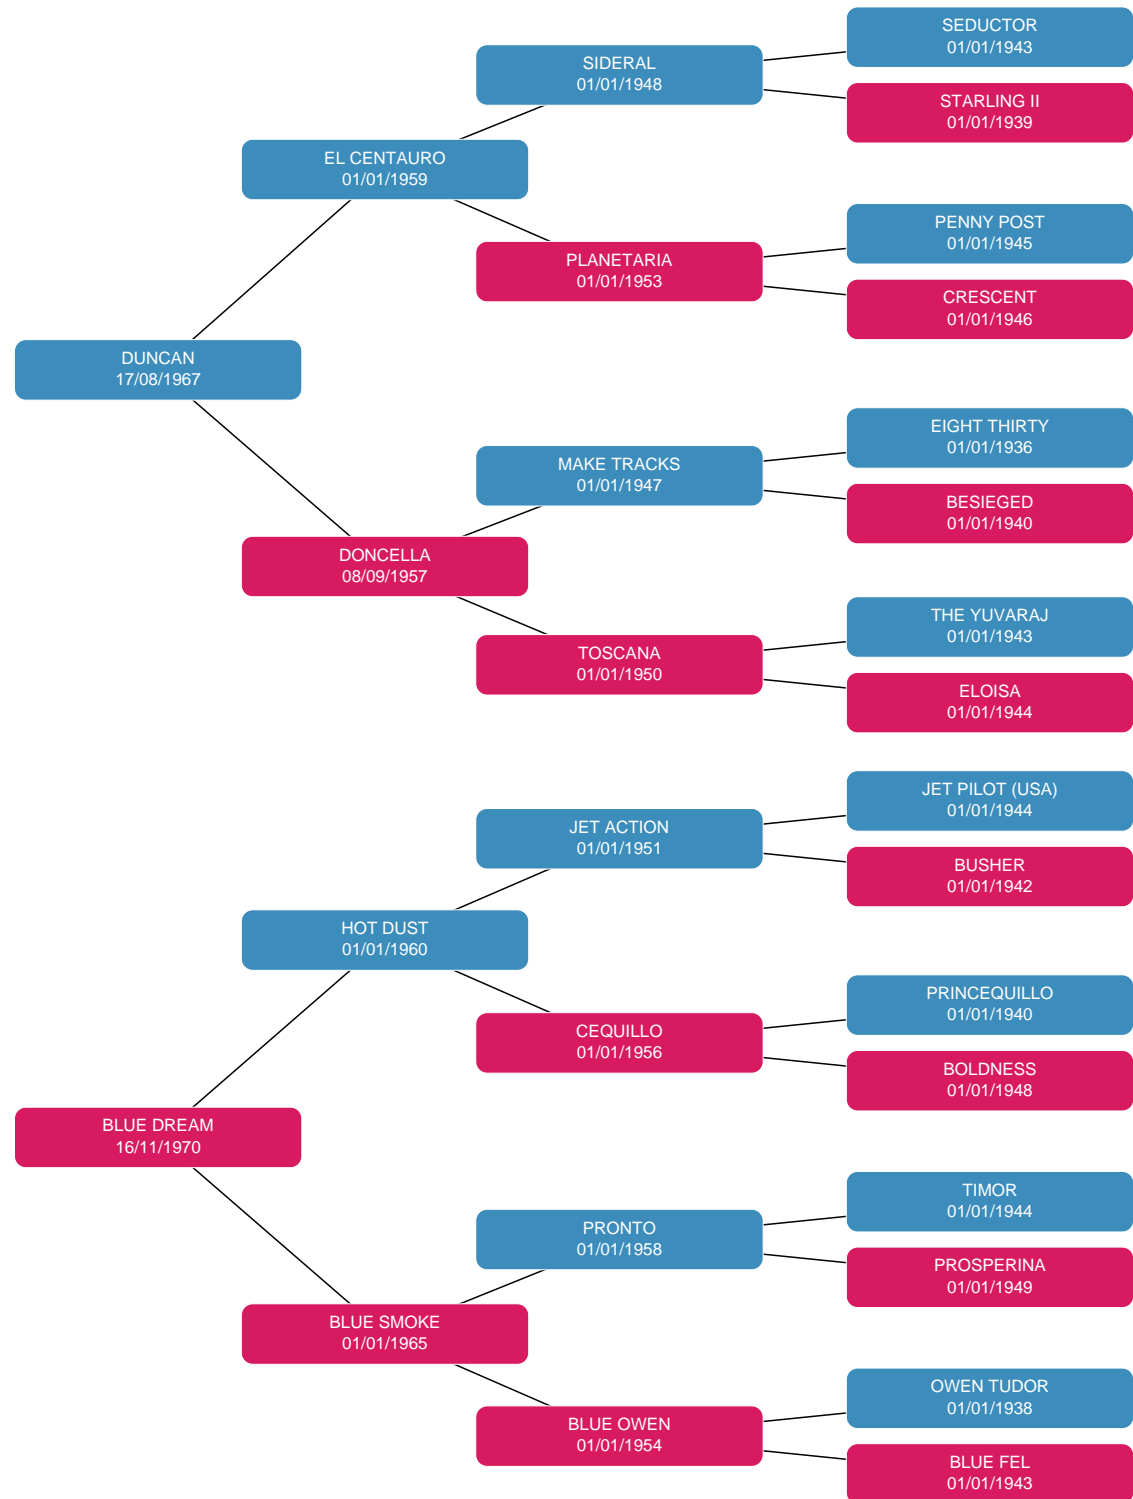 SEDUCTOR
01/01/1943
SIDERAL
01/01/1948
STARLING II
01/01/1939
EL CENTAURO
01/01/1959
PENNY POST
01/01/1945
PLANETARIA
01/01/1953
CRESCENT
01/01/1946
DUNCAN
17/08/1967
EIGHT THIRTY
01/01/1936
MAKE TRACKS
01/01/1947
BESIEGED
01/01/1940
DONCELLA
08/09/1957
THE YUVARAJ
01/01/1943
TOSCANA
01/01/1950
ELOISA
01/01/1944
JET PILOT (USA)
01/01/1944
JET ACTION
01/01/1951
BUSHER
01/01/1942
HOT DUST
01/01/1960
PRINCEQUILLO
01/01/1940
CEQUILLO
01/01/1956
BOLDNESS
01/01/1948
BLUE DREAM
16/11/1970
TIMOR
01/01/1944
PRONTO
01/01/1958
PROSPERINA
01/01/1949
BLUE SMOKE
01/01/1965
OWEN TUDOR
01/01/1938
BLUE OWEN
01/01/1954
BLUE FEL
01/01/1943